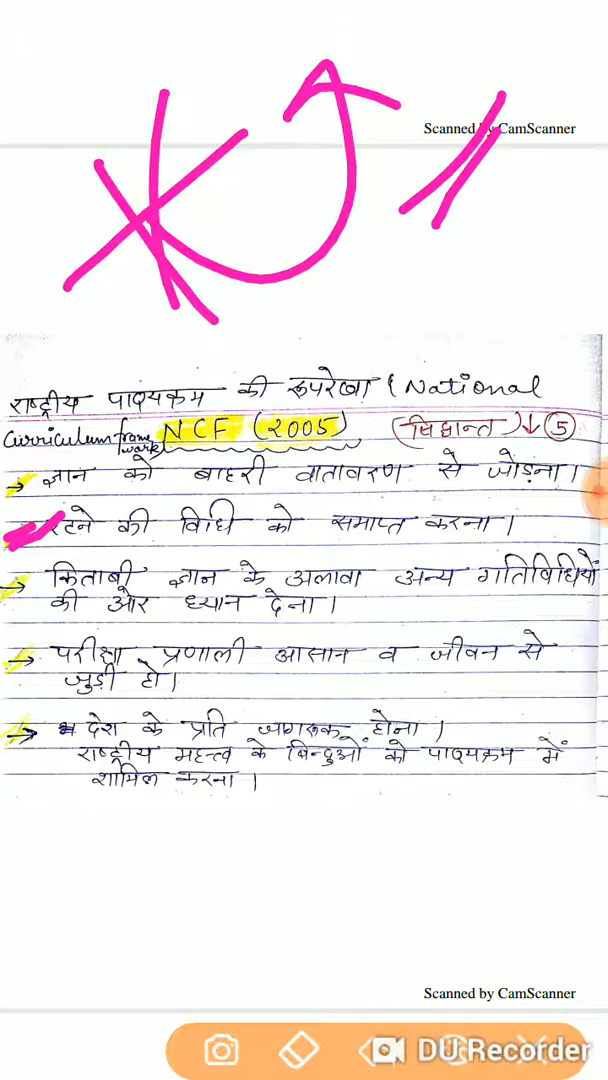 Scanned by CamScanner
राष्ट्रीय पाठ्यक्रम की रूपरेखा (National
Curriculum frame work) NCF (2005) (सिद्धान्त) ↓ 5
→ ज्ञान को बाहरी वातावरण से जोड़ना।
रटने की विधि को समाप्त करना।
→ किताबी ज्ञान के अलावा अन्य गतिविधियों
की ओर ध्यान देना।
→ परीक्षा प्रणाली आसान व जीवन से
जुड़ी हो।
→ देश के प्रति जागरूक होना।
राष्ट्रीय महत्त्व के बिन्दुओं को पाठ्यक्रम में
शामिल करना।
Scanned by CamScanner
DU Recorder